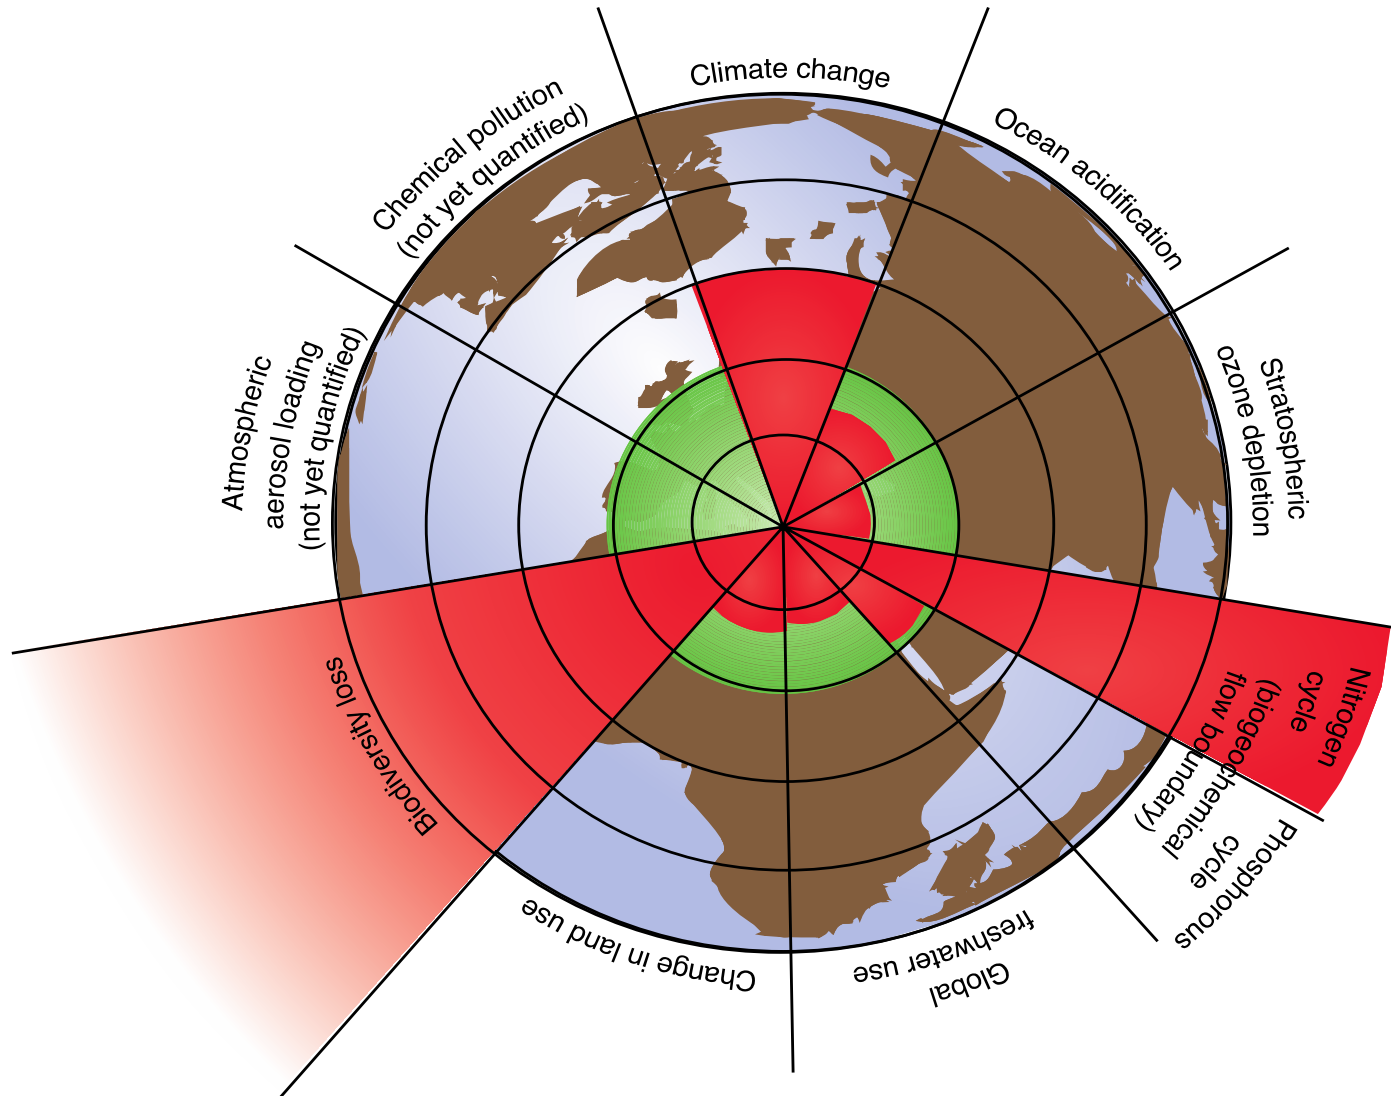 Climate change
Ocean acidification
Stratospheric
ozone depletion
Nitrogen
cycle
(biogeochemical
flow boundary)
Phosphorous
cycle
Global
freshwater use
Change in land use
Biodiversity loss
Atmospheric
aerosol loading
(not yet quantified)
Chemical pollution
(not yet quantified)